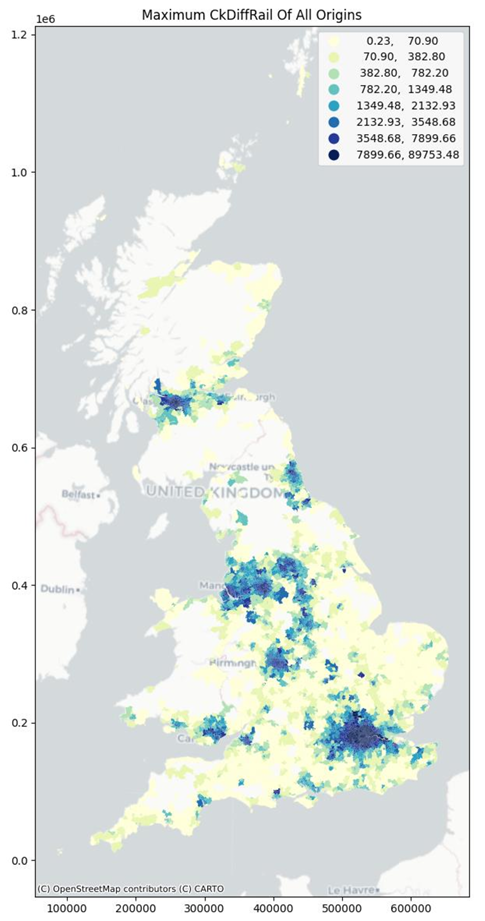 Maximum CkDiffRail Of All Origins
1e6
1.2
1.0
0.8
0.6
0.4
0.2
0.0
0.23, 70.90
70.90, 382.80
382.80, 782.20
782.20, 1349.48
1349.48, 2132.93
2132.93, 3548.68
3548.68, 7899.66
7899.66, 89753.48
Newcastle
UNITED KINGDOM
Belfast
Dublin
Birmingh
Le Havre
(C) OpenStreetMap contributors (C) CARTO
100000 200000 300000 400000 500000 600000